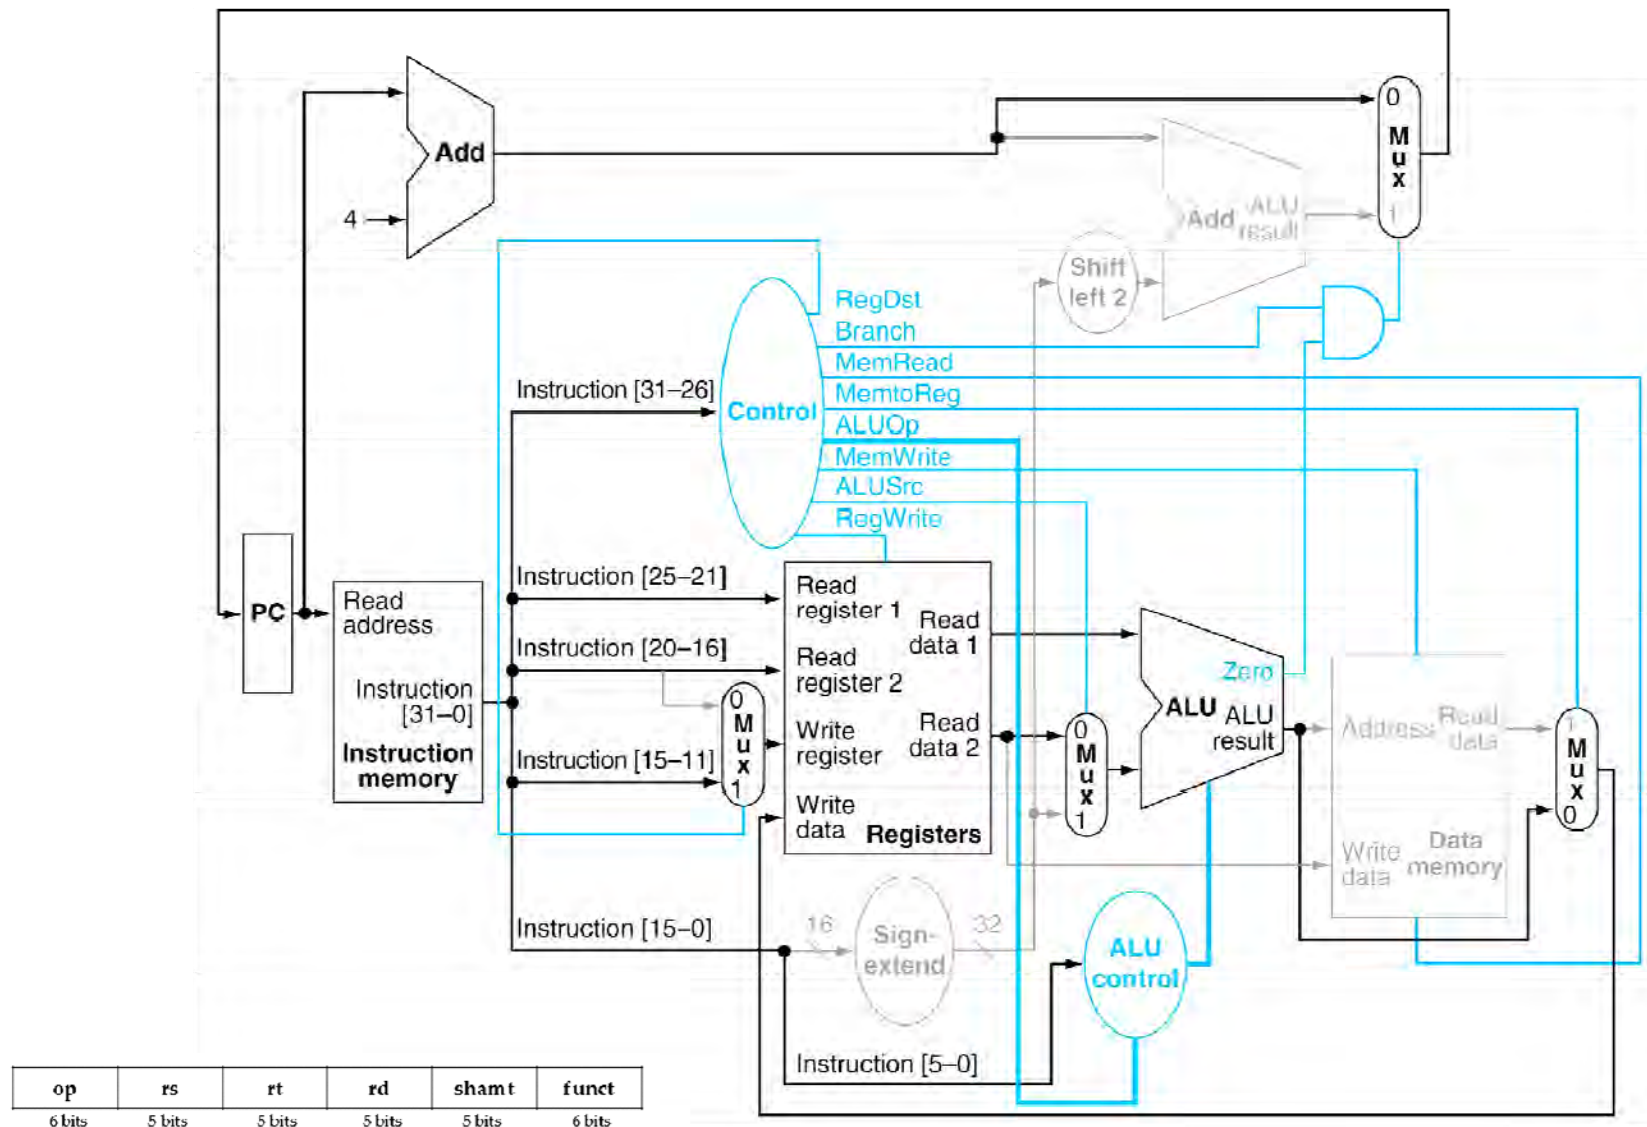 0
M
u
x
1
Add
4
Add
ALU
result
Shift
left 2
RegDst
Branch
MemRead
MemtoReg
ALUOp
MemWrite
ALUSrc
RegWrite
Control
Instruction [31–26]
Instruction [25–21]
Instruction [20–16]
Instruction [15–11]
Instruction [15–0]
Instruction [5–0]
PC
Read
address
Instruction
[31–0]
Instruction
memory
0
M
u
x
1
Read
register 1
Read
register 2
Write
register
Write
data
Read
data 1
Read
data 2
Registers
0
M
u
x
1
Zero
ALU
ALU
result
Address
Read
data
Write
data
Data
memory
1
M
u
x
0
16
Sign-
extend
32
ALU
control
op rs rt rd shamt funct
6 bits 5 bits 5 bits 5 bits 5 bits 6 bits